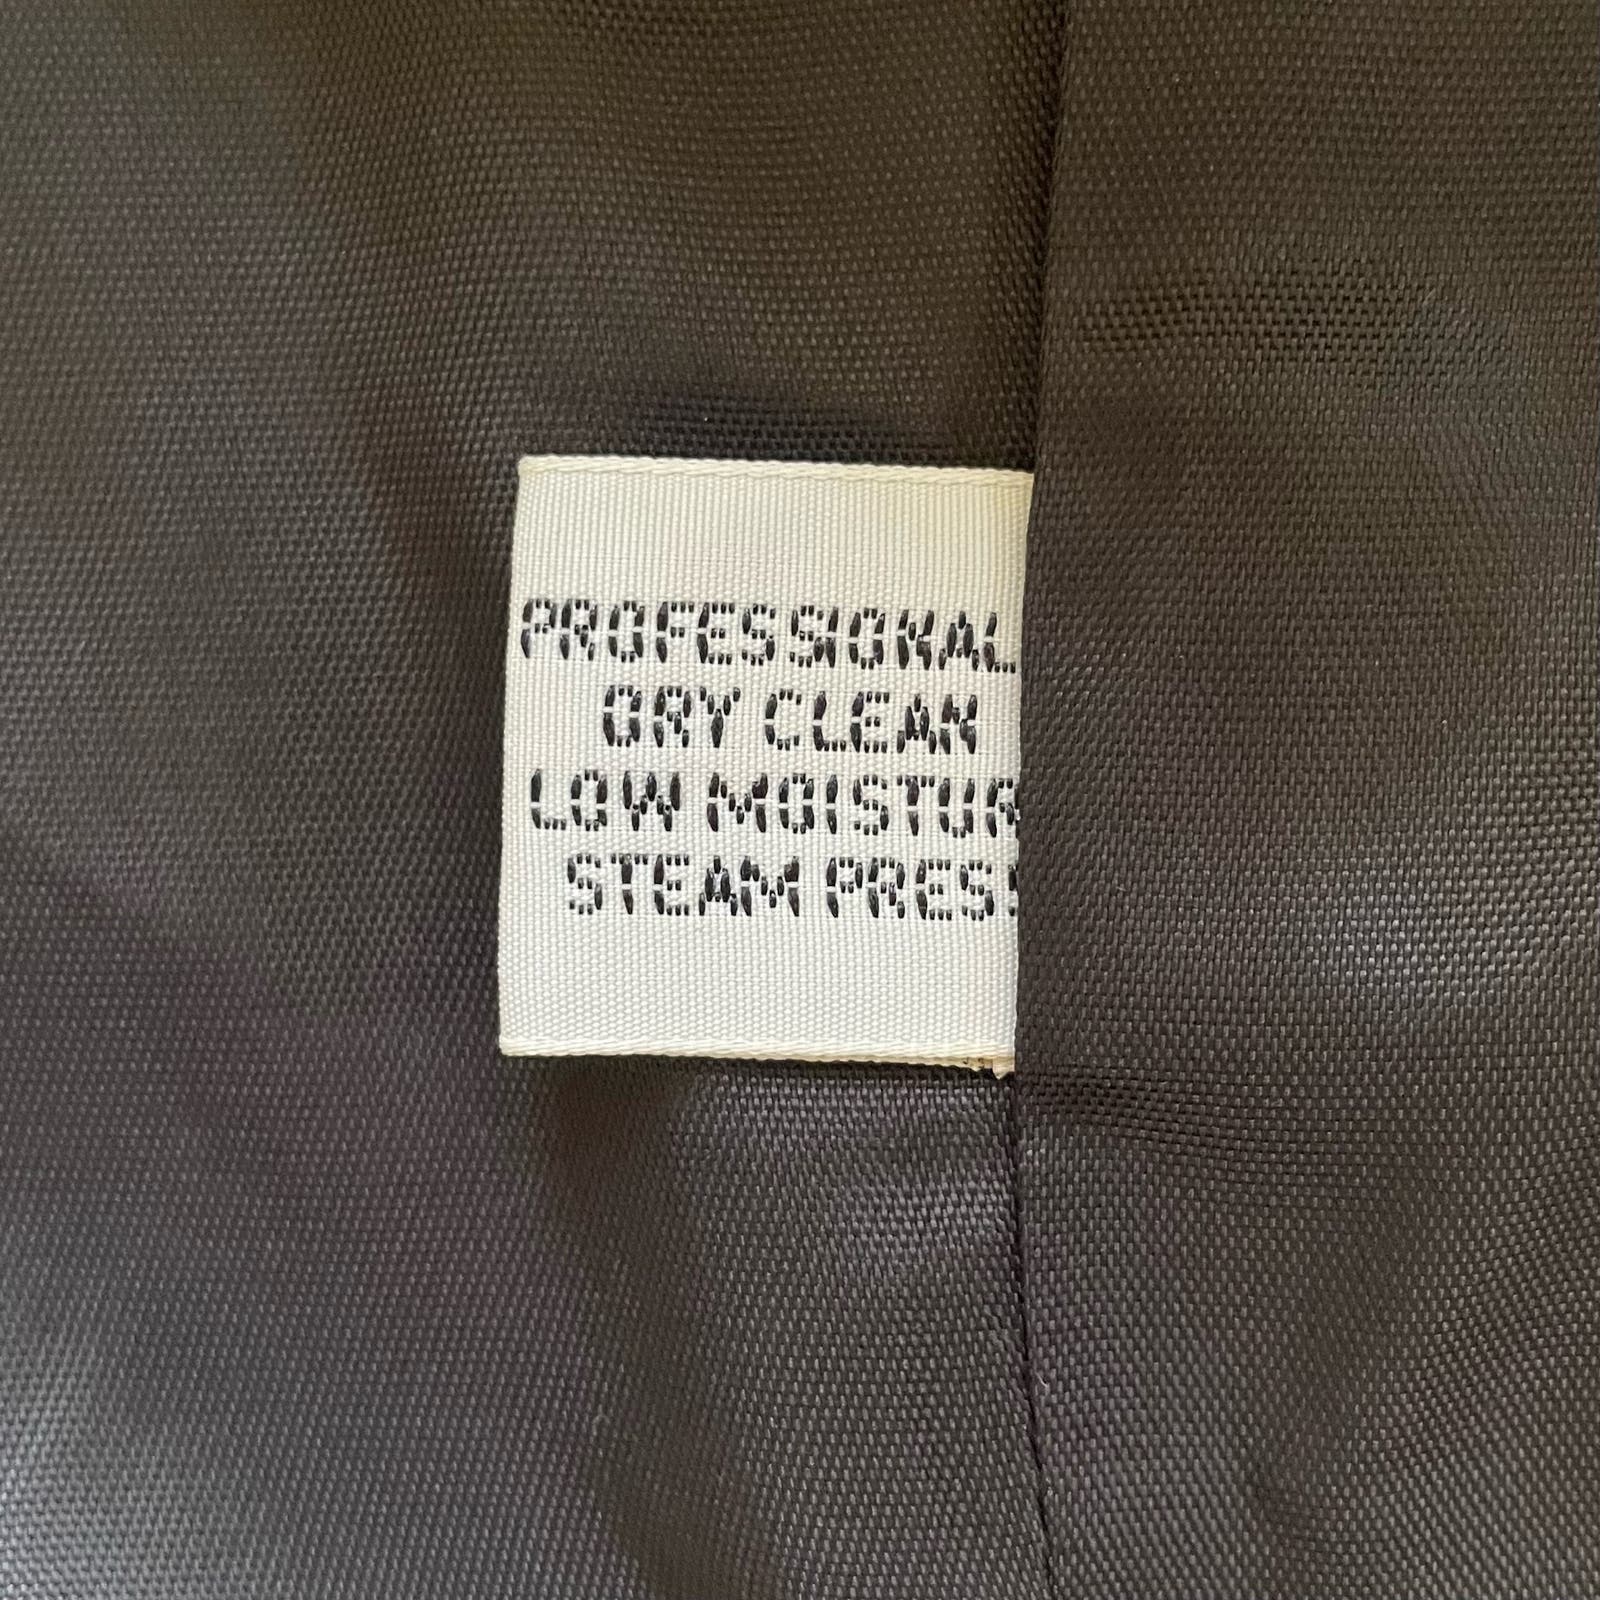 PROFESSIONAL
DRY CLEAN
LOW MOISTUR
STEAM PRESS